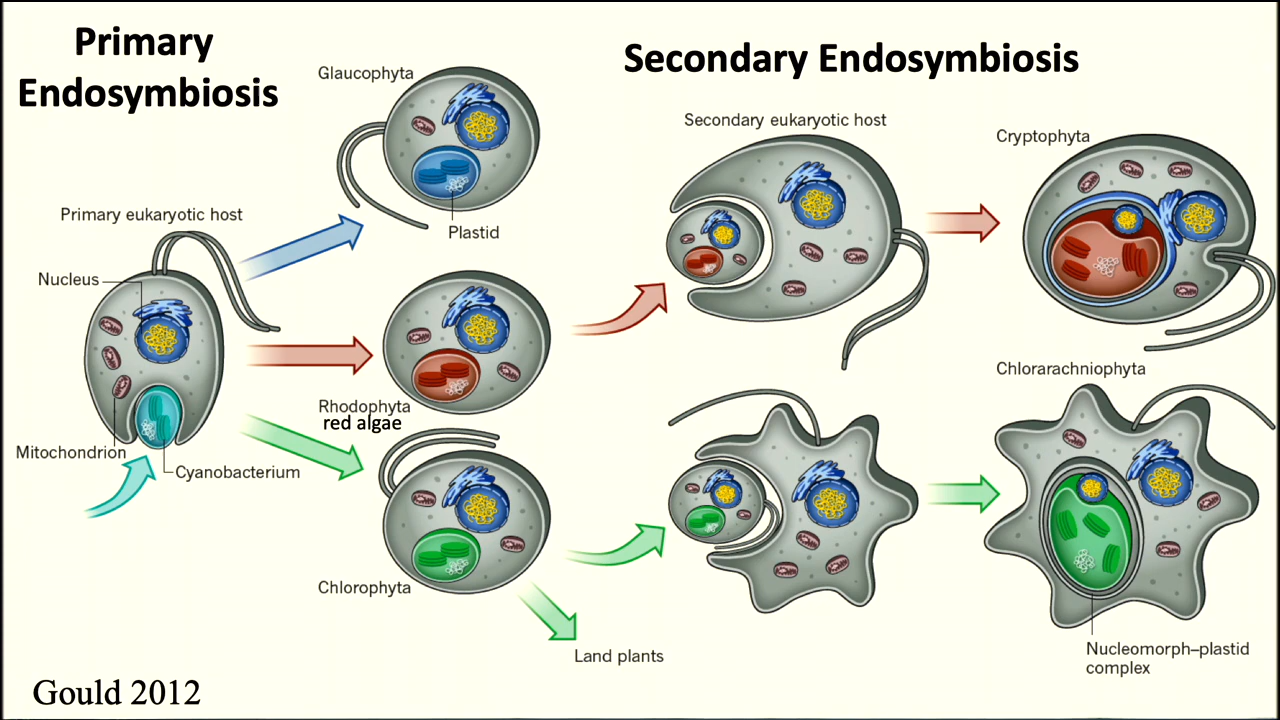 Primary
Endosymbiosis
Secondary Endosymbiosis
Glaucophyta
Plastid
Primary eukaryotic host
Nucleus
Mitochondrion
Cyanobacterium
Rhodophyta
red algae
Chlorophyta
Land plants
Secondary eukaryotic host
Cryptophyta
Chlorarachniophyta
Nucleomorph–plastid
complex
Gould 2012